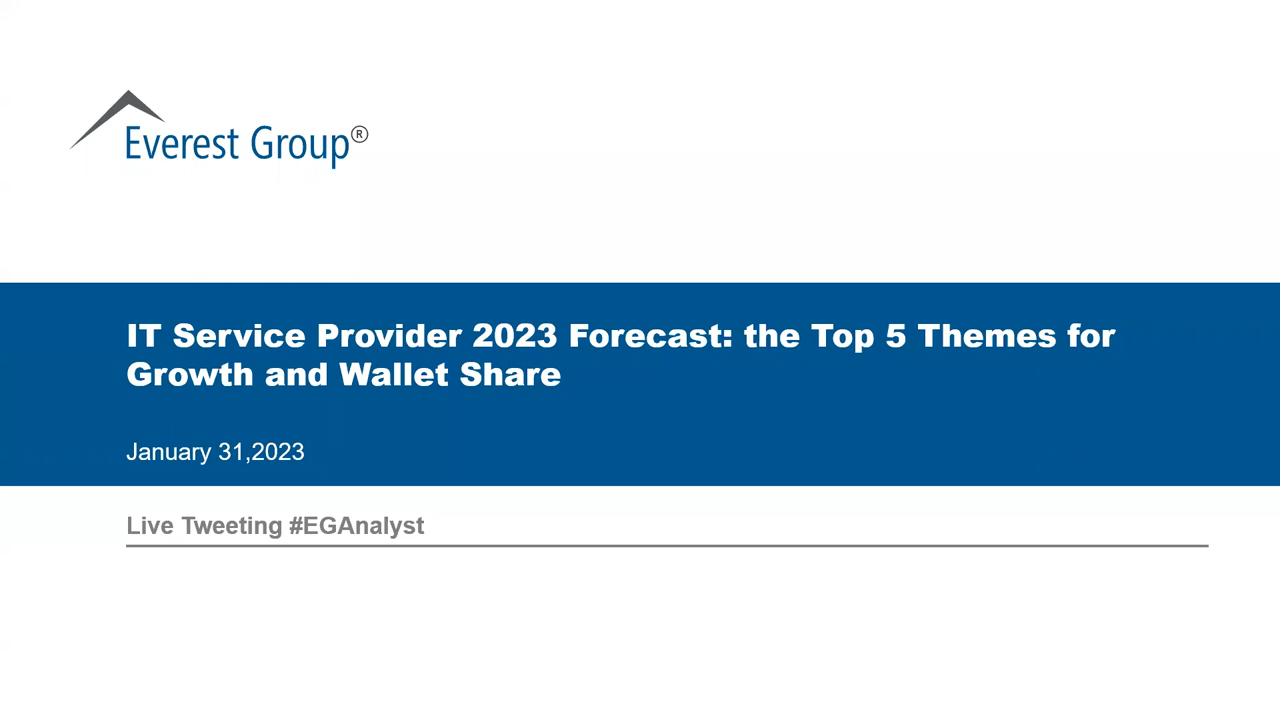 Everest Group®
IT Service Provider 2023 Forecast: the Top 5 Themes for
Growth and Wallet Share
January 31,2023
Live Tweeting #EGAnalyst